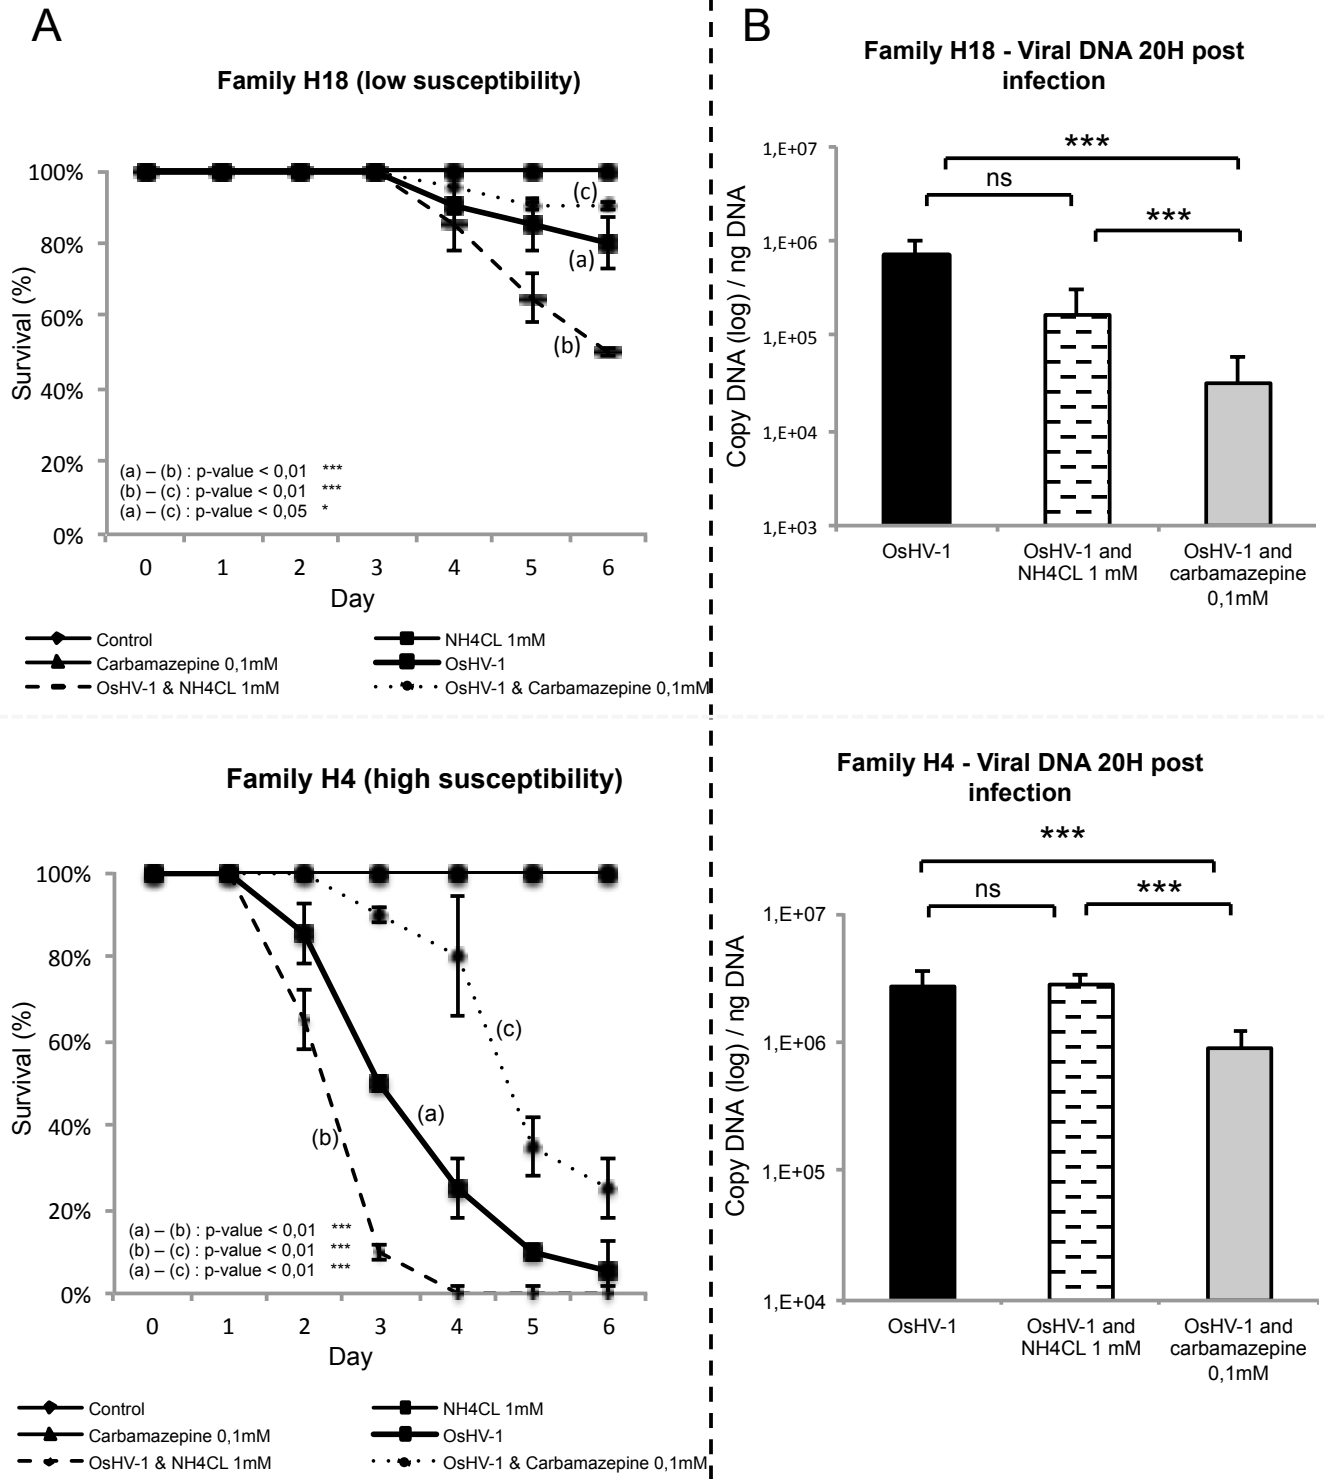 A
Family H18 (low susceptibility)
100%
80%
60%
40%
20%
0%
Survival (%)
(c)
(a)
(b)
(a) – (b) : p-value < 0,01 ***
(b) – (c) : p-value < 0,01 ***
(a) – (c) : p-value < 0,05 *
0 1 2 3 4 5 6
Day
Control
NH4CL 1mM
Carbamazepine 0,1mM
OsHV-1
OsHV-1 & NH4CL 1mM
OsHV-1 & Carbamazepine 0,1mM
B
Family H18 - Viral DNA 20H post
infection
Copy DNA (log) / ng DNA
1,E+07
1,E+06
1,E+05
1,E+04
1,E+03
***
ns
***
OsHV-1
OsHV-1 and
NH4CL 1 mM
OsHV-1 and
carbamazepine
0,1mM
Family H4 (high susceptibility)
100%
80%
60%
40%
20%
0%
Survival (%)
(c)
(a)
(b)
(a) – (b) : p-value < 0,01 ***
(b) – (c) : p-value < 0,01 ***
(a) – (c) : p-value < 0,01 ***
0 1 2 3 4 5 6
Day
Control
NH4CL 1mM
Carbamazepine 0,1mM
OsHV-1
OsHV-1 & NH4CL 1mM
OsHV-1 & Carbamazepine 0,1mM
Family H4 - Viral DNA 20H post
infection
Copy DNA (log) / ng DNA
***
ns
***
1,E+07
1,E+06
1,E+05
1,E+04
OsHV-1
OsHV-1 and
NH4CL 1 mM
OsHV-1 and
carbamazepine
0,1mM